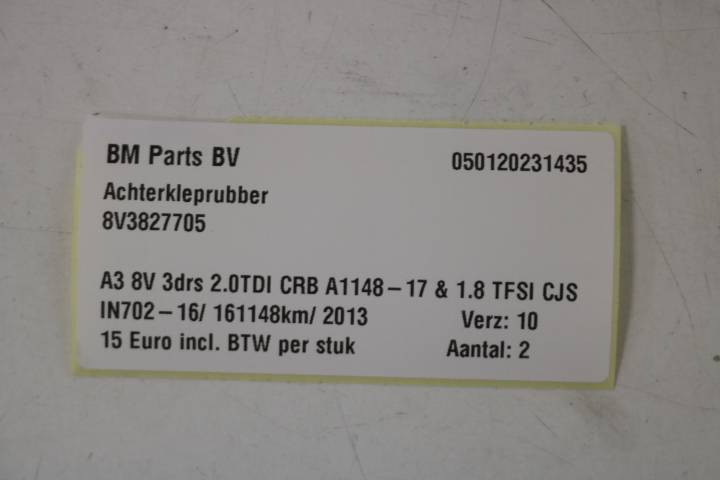 BM Parts BV 050120231435
Achterkleprubber
8V3827705
A3 8V 3drs 2.0TDI CRB A1148-17 & 1.8 TFSI CJS
IN702-16/ 161148km/ 2013 Verz: 10
15 Euro incl. BTW per stuk Aantal: 2